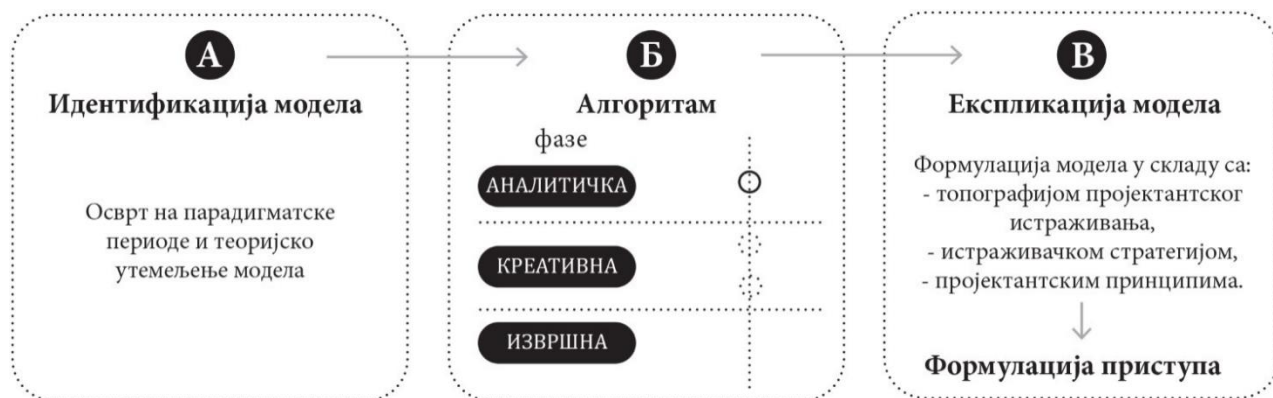 А
Идентификација модела
Осврт на парадигматске
периоде и теоријско
утемељење модела
Б
Алгоритам
фазе
АНАЛИТИЧКА
КРЕАТИВНА
ИЗВРШНА
В
Експликација модела
Формулација модела у складу са:
- топографијом пројектантског
истраживања,
- истраживачком стратегијом,
- пројектантским принципима.
Формулација приступа